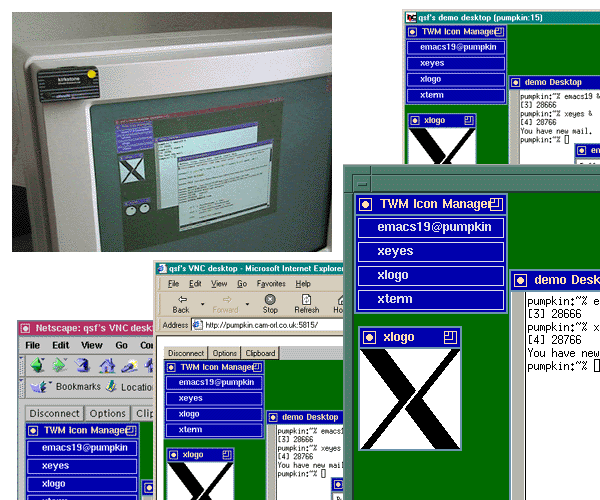 kirkstone
qsf's demo desktop (pumpkin:15)
TWM Icon Manager
emacs19@pumpkin
xeyes
xlogo
xterm
demo Desktop
pumpkin:~% emacs19 &
[3] 28666
pumpkin:~% xeyes &
[4] 28766
You have new mail.
pumpkin:~%
xlogo
em
TWM Icon Manager
emacs19@pumpkin
xeyes
xlogo
xterm
demo Desk
pumpkin:~% e
[3] 28666
pumpkin:~% x
[4] 28766
You have new
pumpkin:~%
xlogo
qsf's VNC desktop - Microsoft Internet Explorer
File Edit View Go Favorites Help
Back Forward Stop Refresh Ho
Address http://pumpkin.cam-orl.co.uk:5815/
Disconnect Options Clipboard
TWM Icon Manager
emacs19@pumpkin
xeyes
xlogo
xterm
demo Desktop
pumpkin:~% emacs
[3] 28666
pumpkin:~% xeyes
[4] 28766
You have new mail
pumpkin:~%
xlogo
Netscape: qsf's VNC desk
File Edit View Go Co
Bookmarks Location
Disconnect Options Clip
TWM Icon Manager
emacs19@pumpkin
xeyes
xlogo
xterm